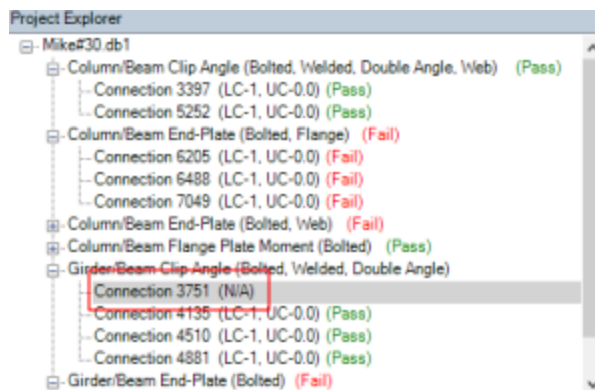 Project Explorer
Mike#30.db1
Column/Beam Clip Angle (Bolted, Welded, Double Angle, Web) (Pass)
Connection 3397 (LC-1, UC-0.0) (Pass)
Connection 5252 (LC-1, UC-0.0) (Pass)
Column/Beam End-Plate (Bolted, Flange) (Fail)
Connection 6205 (LC-1, UC-0.0) (Fail)
Connection 6488 (LC-1, UC-0.0) (Fail)
Connection 7049 (LC-1, UC-0.0) (Fail)
Column/Beam End-Plate (Bolted, Web) (Fail)
Column/Beam Flange Plate Moment (Bolted) (Pass)
Girder/Beam Clip Angle (Bolted, Welded, Double Angle)
Connection 3751 (N/A)
Connection 4135 (LC-1, UC-0.0) (Pass)
Connection 4510 (LC-1, UC-0.0) (Pass)
Connection 4881 (LC-1, UC-0.0) (Pass)
Girder/Beam End-Plate (Bolted) (Fail)